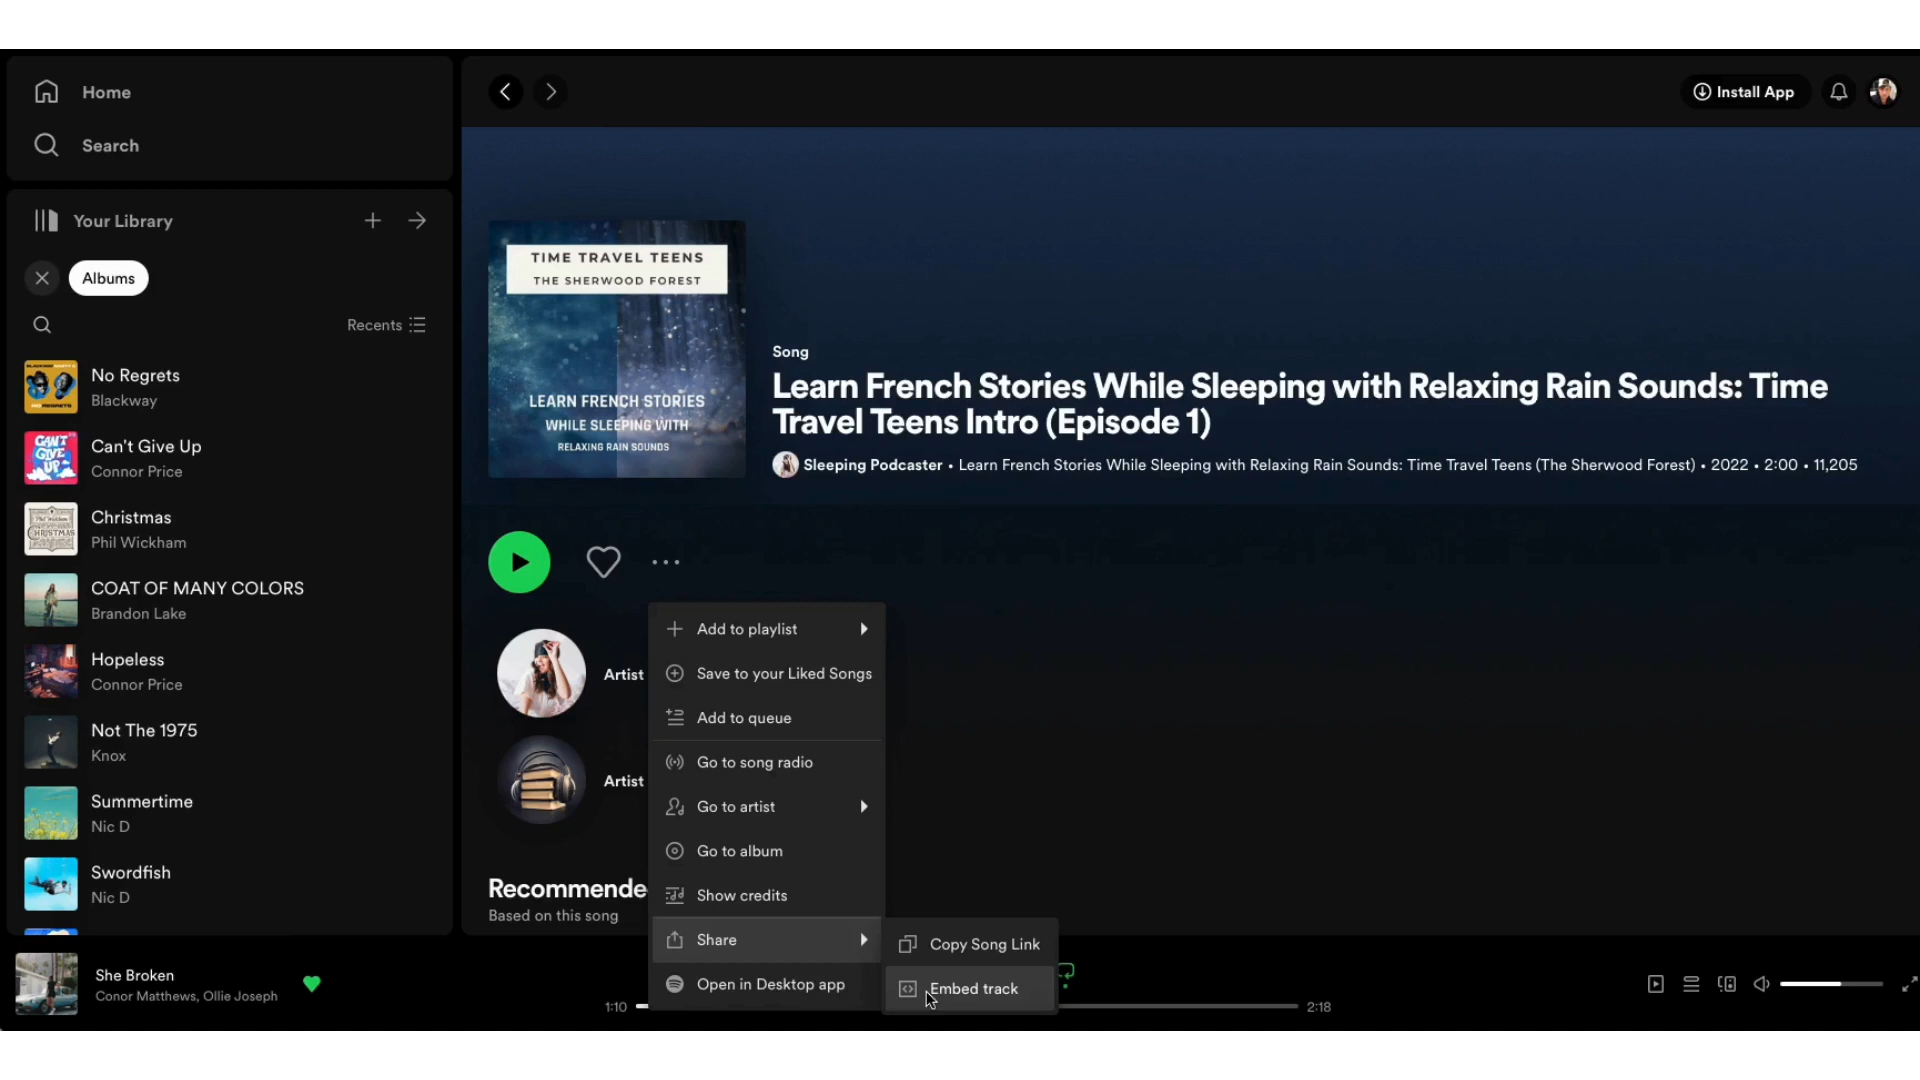 Home
Search
Your Library
Albums
Recents
No Regrets
Blackway
CAN'T
GIVE
UP
Can't Give Up
Connor Price
Phil Wickham
CHRISTMAS
Christmas
Phil Wickham
COAT OF MANY COLORS
Brandon Lake
Hopeless
Connor Price
Not The 1975
Knox
Summertime
Nic D
Swordfish
Nic D
She Broken
Conor Matthews, Ollie Joseph
Install App
TIME TRAVEL TEENS
THE SHERWOOD FOREST
LEARN FRENCH STORIES
WHILE SLEEPING WITH
RELAXING RAIN SOUNDS
Song
Learn French Stories While Sleeping with Relaxing Rain Sounds: Time
Travel Teens Intro (Episode 1)
Sleeping Podcaster • Learn French Stories While Sleeping with Relaxing Rain Sounds: Time Travel Teens (The Sherwood Forest) • 2022 • 2:00 • 11,205
Artist
Artist
Recommende
Based on this song
Add to playlist
Save to your Liked Songs
Add to queue
Go to song radio
Go to artist
Go to album
Show credits
Share
Open in Desktop app
Copy Song Link
Embed track
1:10
2:18